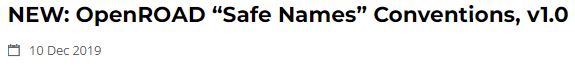 NEW: OpenROAD “Safe Names” Conventions, v1.0
10 Dec 2019